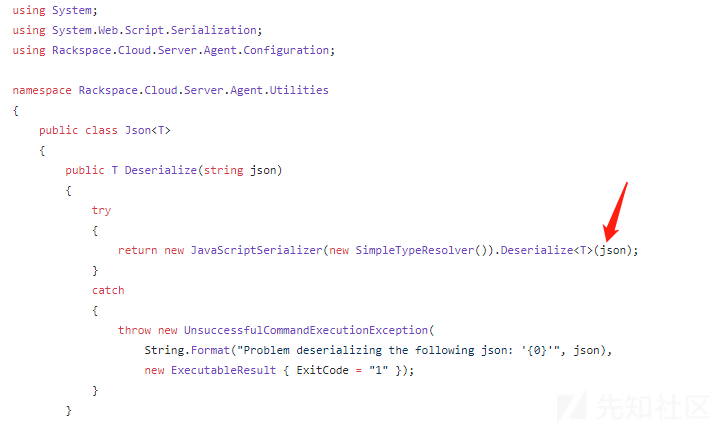 using System;
using System.Web.Script.Serialization;
using Rackspace.Cloud.Server.Agent.Configuration;
namespace Rackspace.Cloud.Server.Agent.Utilities
{
public class Json<T>
{
public T Deserialize(string json)
{
try
{
return new JavaScriptSerializer(new SimpleTypeResolver()).Deserialize<T>(json);
}
catch
{
throw new UnsuccessfulCommandExecutionException(
String.Format("Problem deserializing the following json: '{0}'", json),
new ExecutableResult { ExitCode = "1" });
}
}
先知社区